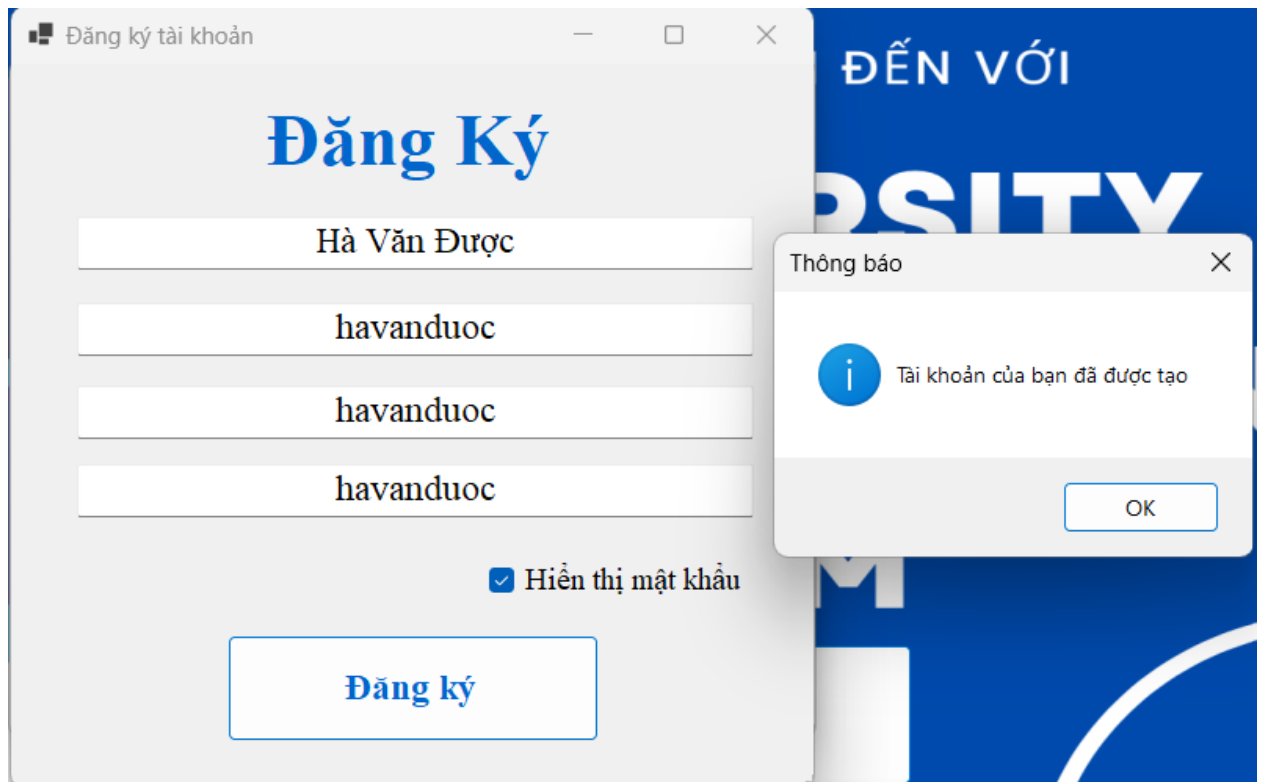 Đăng ký tài khoản
Đăng Ký
Hà Văn Được
havanduoc
havanduoc
havanduoc
Hiển thị mật khẩu
Đăng ký
ĐẾN VỚI
RSITY
Thông báo
Tài khoản của bạn đã được tạo
OK